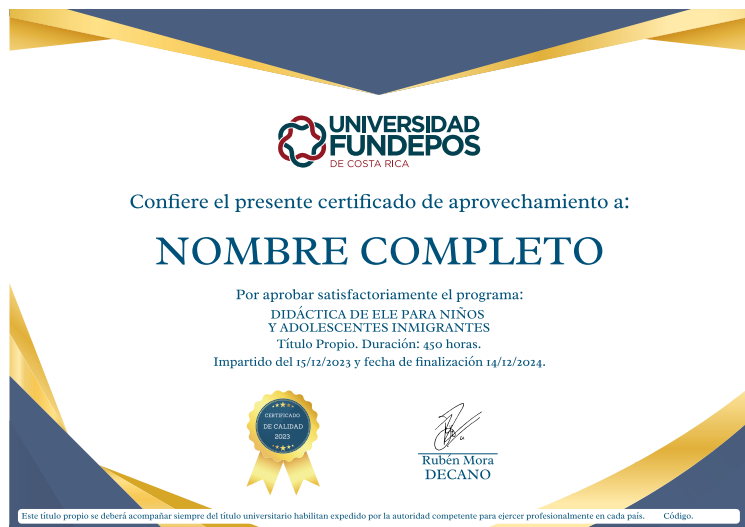 UNIVERSIDAD
FUNDEPOS
DE COSTA RICA
Confiere el presente certificado de aprovechamiento a:
NOMBRE COMPLETO
Por aprobar satisfactoriamente el programa:
DIDÁCTICA DE ELE PARA NIÑOS
Y ADOLESCENTES INMIGRANTES
Título Propio. Duración: 450 horas.
Impartido del 15/12/2023 y fecha de finalización 14/12/2024.
CERTIFICADO
DE CALIDAD
2023
Rubén Mora
DECANO
Este título propio se deberá acompañar siempre del título universitario habilitan expedido por la autoridad competente para ejercer profesionalmente en cada país. Código.